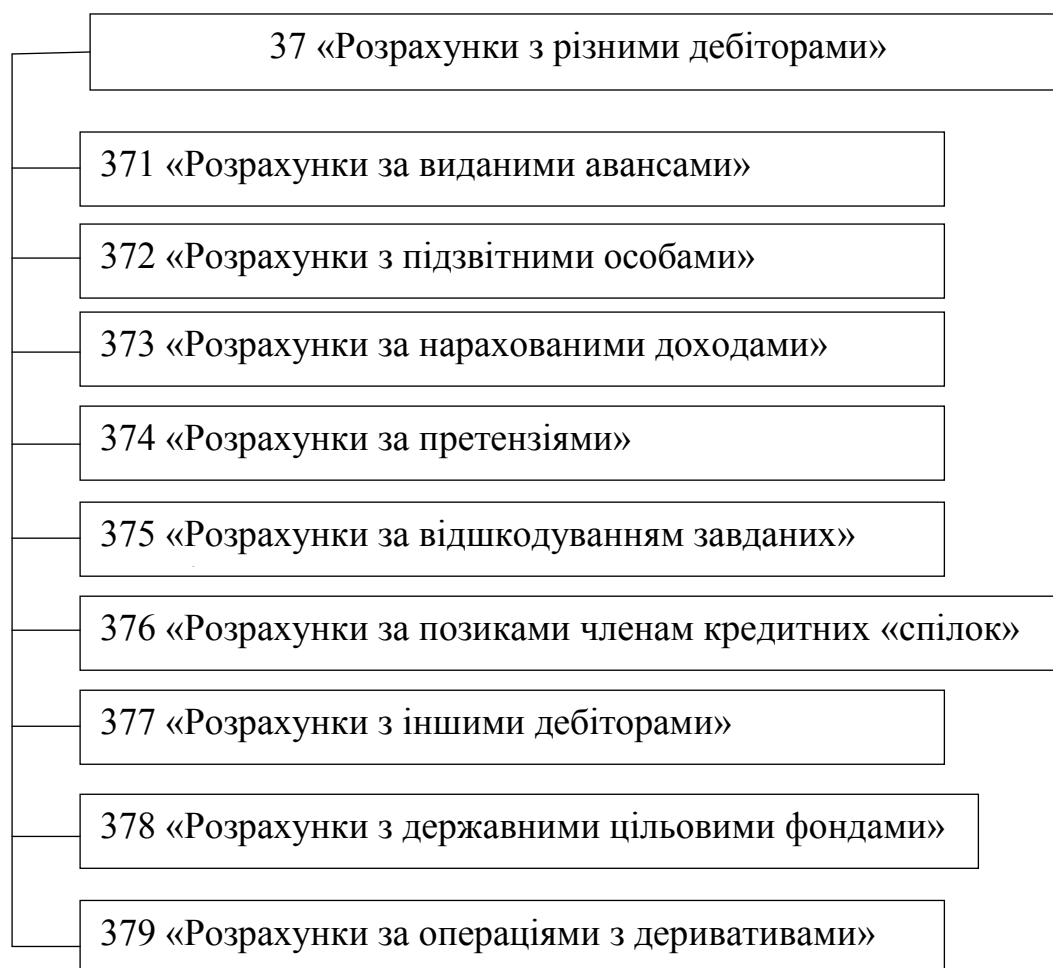 37 «Розрахунки з різними дебіторами»
371 «Розрахунки за виданими авансами»
372 «Розрахунки з підзвітними особами»
373 «Розрахунки за нарахованими доходами»
374 «Розрахунки за претензіями»
375 «Розрахунки за відшкодуванням завданих»
376 «Розрахунки за позиками членам кредитних «спілок»
377 «Розрахунки з іншими дебіторами»
378 «Розрахунки з державними цільовими фондами»
379 «Розрахунки за операціями з деривативами»